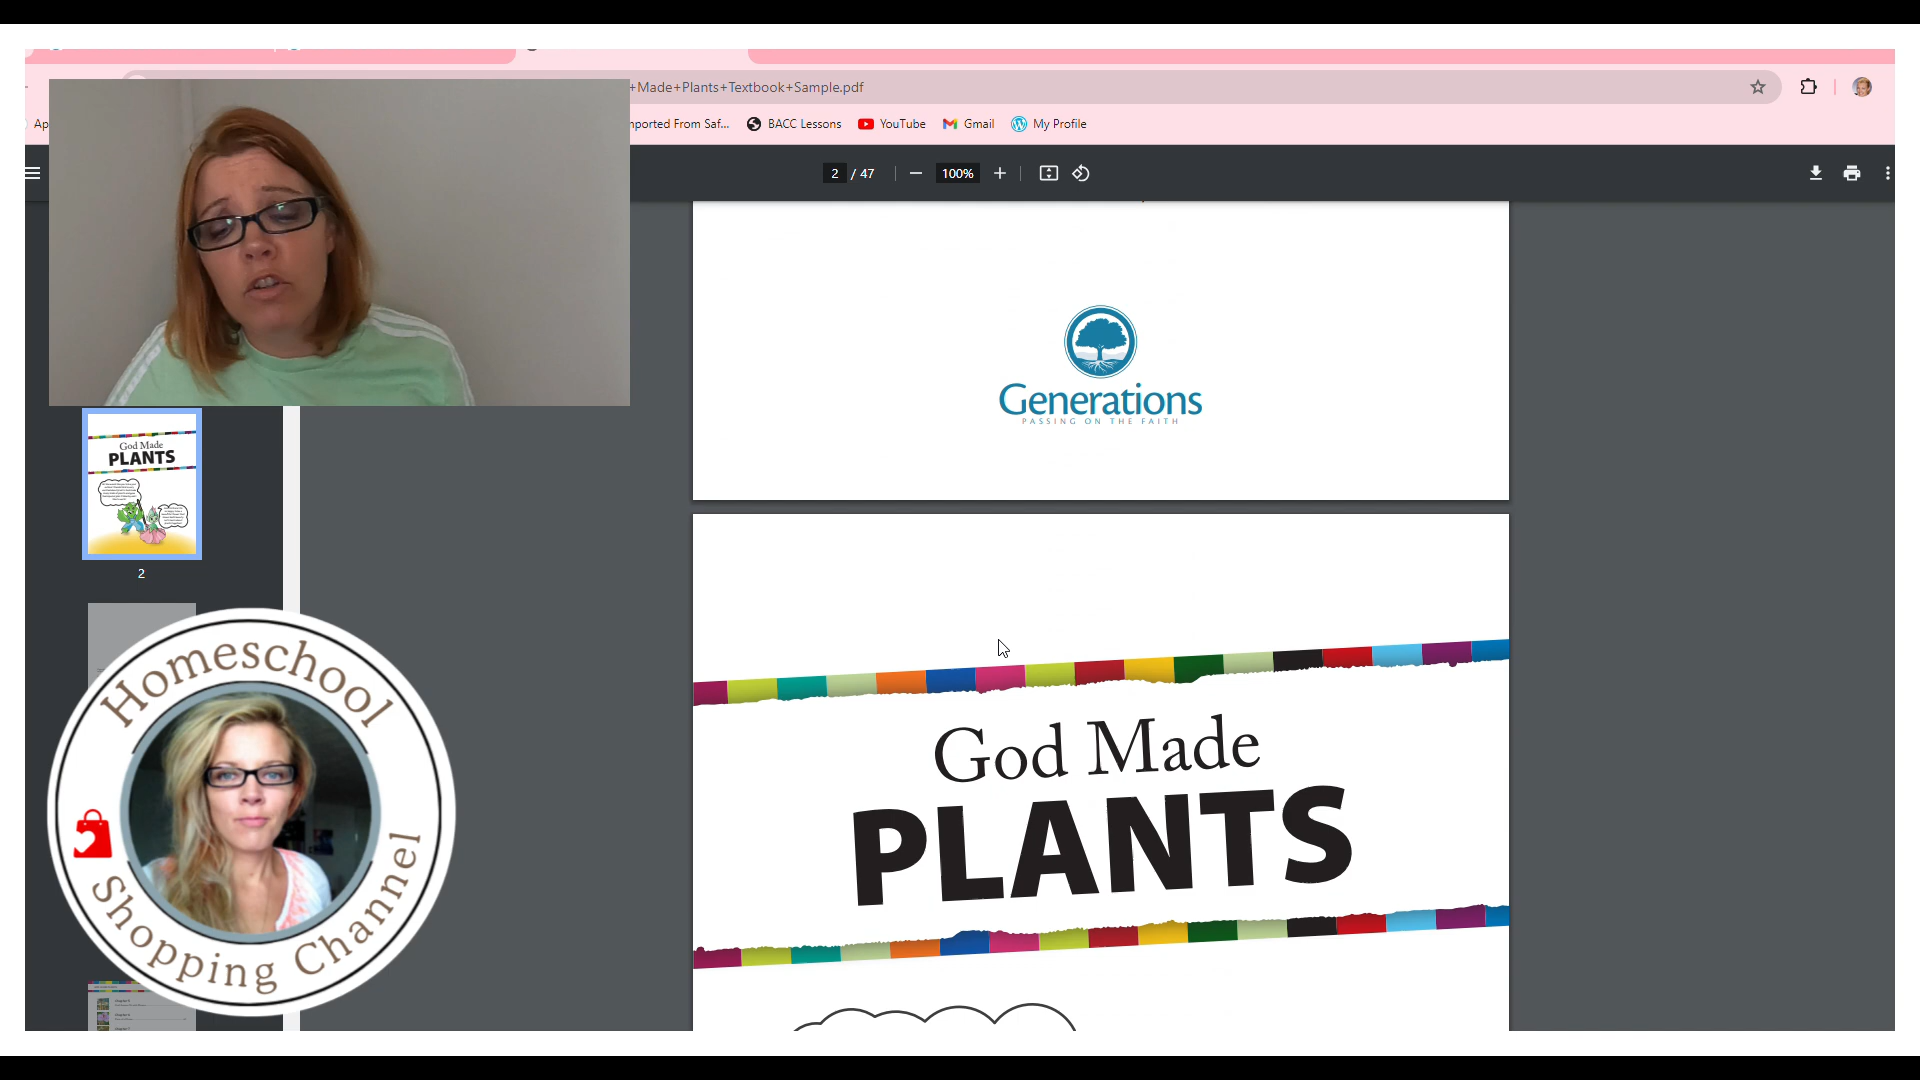 +Made+Plants+Textbook+Sample.pdf
Ap
nported From Saf... BACC Lessons YouTube Gmail My Profile
2 / 47 100%
Generations
PASSING ON THE FAITH
God Made
PLANTS
2
God Made
PLANTS
Homeschool
Shopping Channel